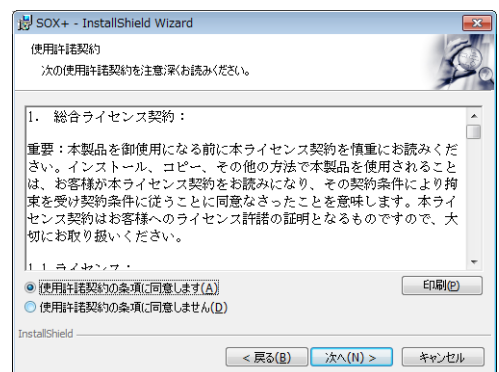 SOX+ - InstallShield Wizard
使用許諾契約
次の使用許諾契約を注意深くお読みください。
1. 総合ライセンス契約：
重要：本製品を御使用になる前に本ライセンス契約を慎重にお読みくだ
さい。インストール、コピー、その他の方法で本製品を使用されること
は、お客様が本ライセンス契約をお読みになり、その契約条件により拘
束を受け契約条件に従うことに同意なさったことを意味します。本ライ
センス契約はお客様へのライセンス許諾の証明となるものですので、大
切にお取り扱いください。
1.1 ライセンス：
使用許諾契約の条項に同意します(A)
印刷(P)
使用許諾契約の条項に同意しません(D)
InstallShield
< 戻る(B)
次へ(N) >
キャンセル